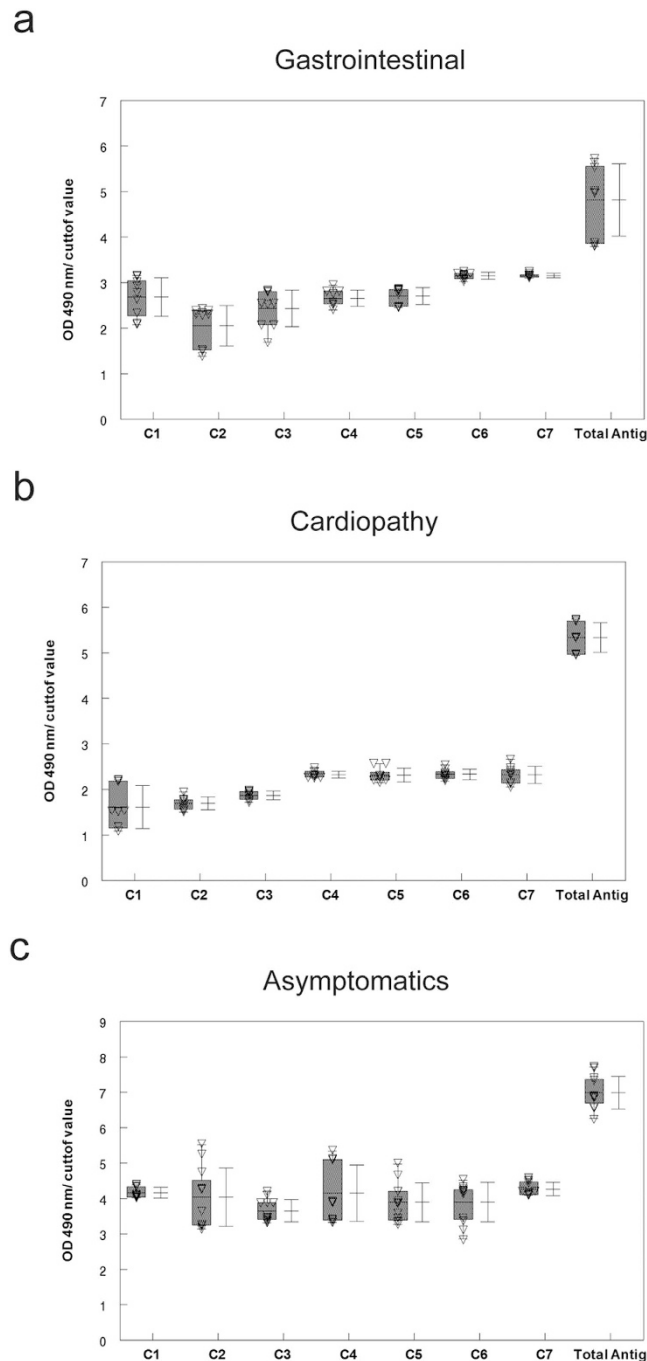 a
Gastrointestinal
7
6
5
4
3
2
1
0
OD 490 nm/ cuttof value
C1 C2 C3 C4 C5 C6 C7 Total Antig
b
Cardiopathy
7
6
5
4
3
2
1
0
OD 490 nm/ cuttof value
C1 C2 C3 C4 C5 C6 C7 Total Antig
c
Asymptomatics
9
8
7
6
5
4
3
2
1
0
OD 490 nm/ cuttof value
C1 C2 C3 C4 C5 C6 C7 Total Antig